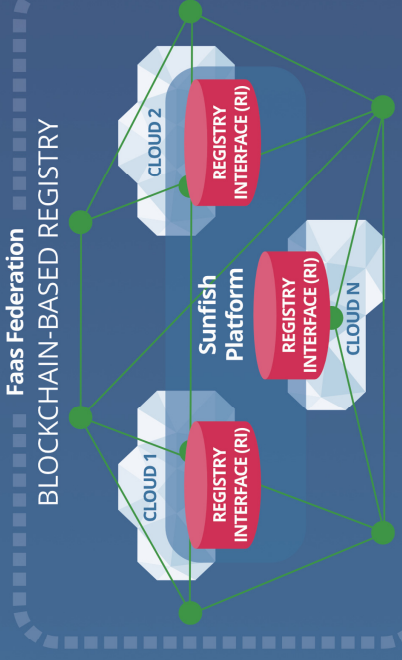 Faas Federation
BLOCKCHAIN-BASED REGISTRY
CLOUD 1
REGISTRY
INTERFACE (RI)
Sunfish
Platform
CLOUD 2
REGISTRY
INTERFACE (RI)
REGISTRY
INTERFACE (RI)
CLOUD N